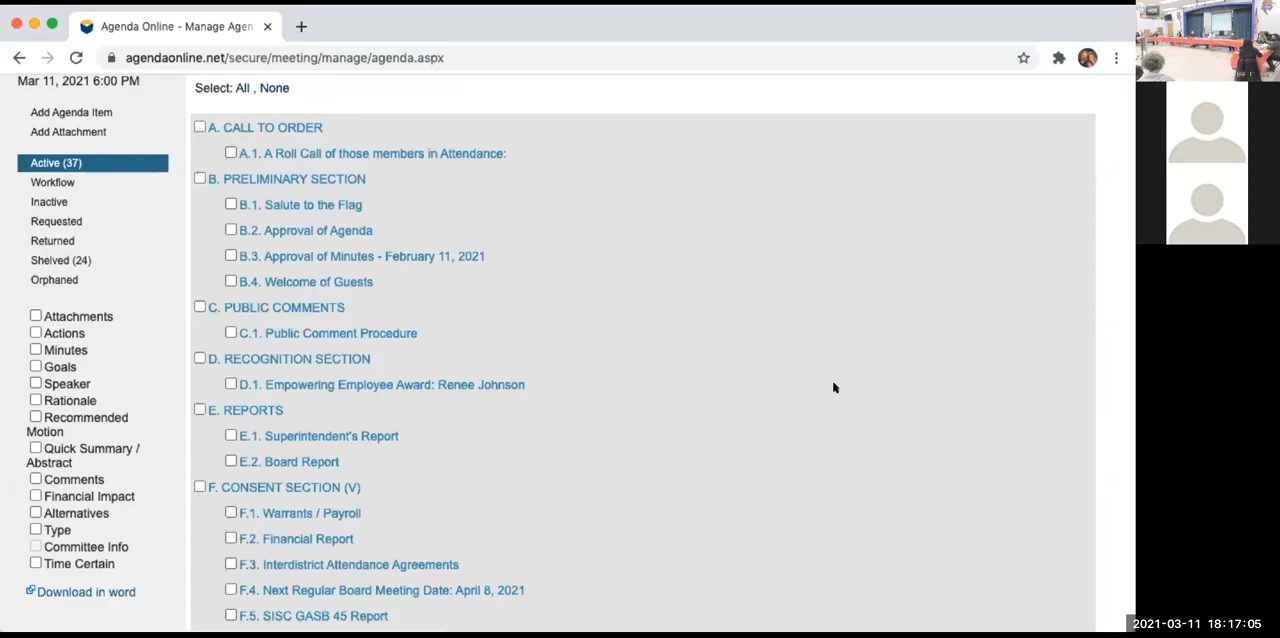 Agenda Online - Manage Agen
agendaonline.net/secure/meeting/manage/agenda.aspx
Mar 11, 2021 6:00 PM
Add Agenda Item
Add Attachment
Active (37)
Workflow
Inactive
Requested
Returned
Shelved (24)
Orphaned
Attachments
Actions
Minutes
Goals
Speaker
Rationale
Recommended
Motion
Quick Summary /
Abstract
Comments
Financial Impact
Alternatives
Type
Committee Info
Time Certain
Download in word
Select: All , None
A. CALL TO ORDER
A.1. A Roll Call of those members in Attendance:
B. PRELIMINARY SECTION
B.1. Salute to the Flag
B.2. Approval of Agenda
B.3. Approval of Minutes - February 11, 2021
B.4. Welcome of Guests
C. PUBLIC COMMENTS
C.1. Public Comment Procedure
D. RECOGNITION SECTION
D.1. Empowering Employee Award: Renee Johnson
E. REPORTS
E.1. Superintendent's Report
E.2. Board Report
F. CONSENT SECTION (V)
F.1. Warrants / Payroll
F.2. Financial Report
F.3. Interdistrict Attendance Agreements
F.4. Next Regular Board Meeting Date: April 8, 2021
F.5. SISC GASB 45 Report
2021-03-11 18:17:05